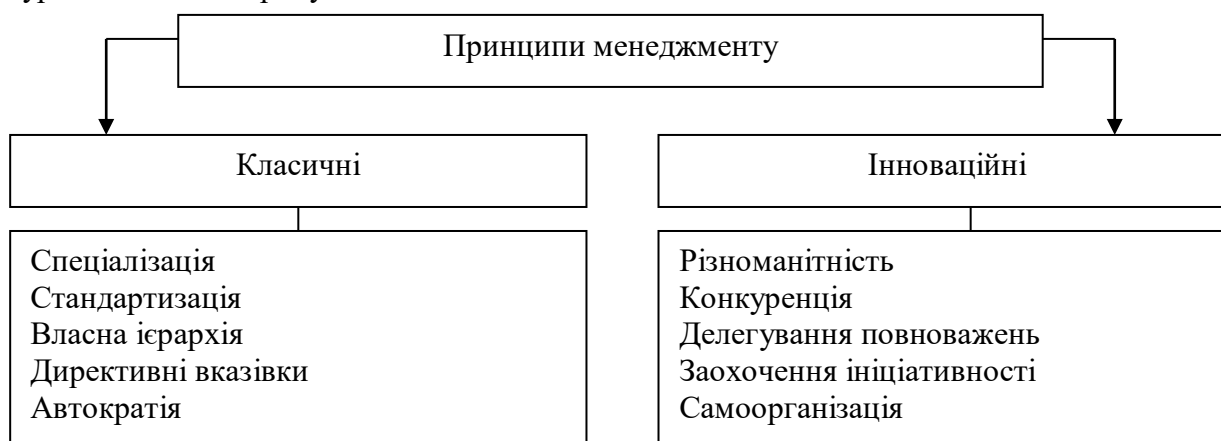 Принципи менеджменту
Класичні
Інноваційні
Спеціалізація
Стандартизація
Власна ієрархія
Директивні вказівки
Автократія
Різноманітність
Конкуренція
Делегування повноважень
Заохочення ініціативності
Самоорганізація